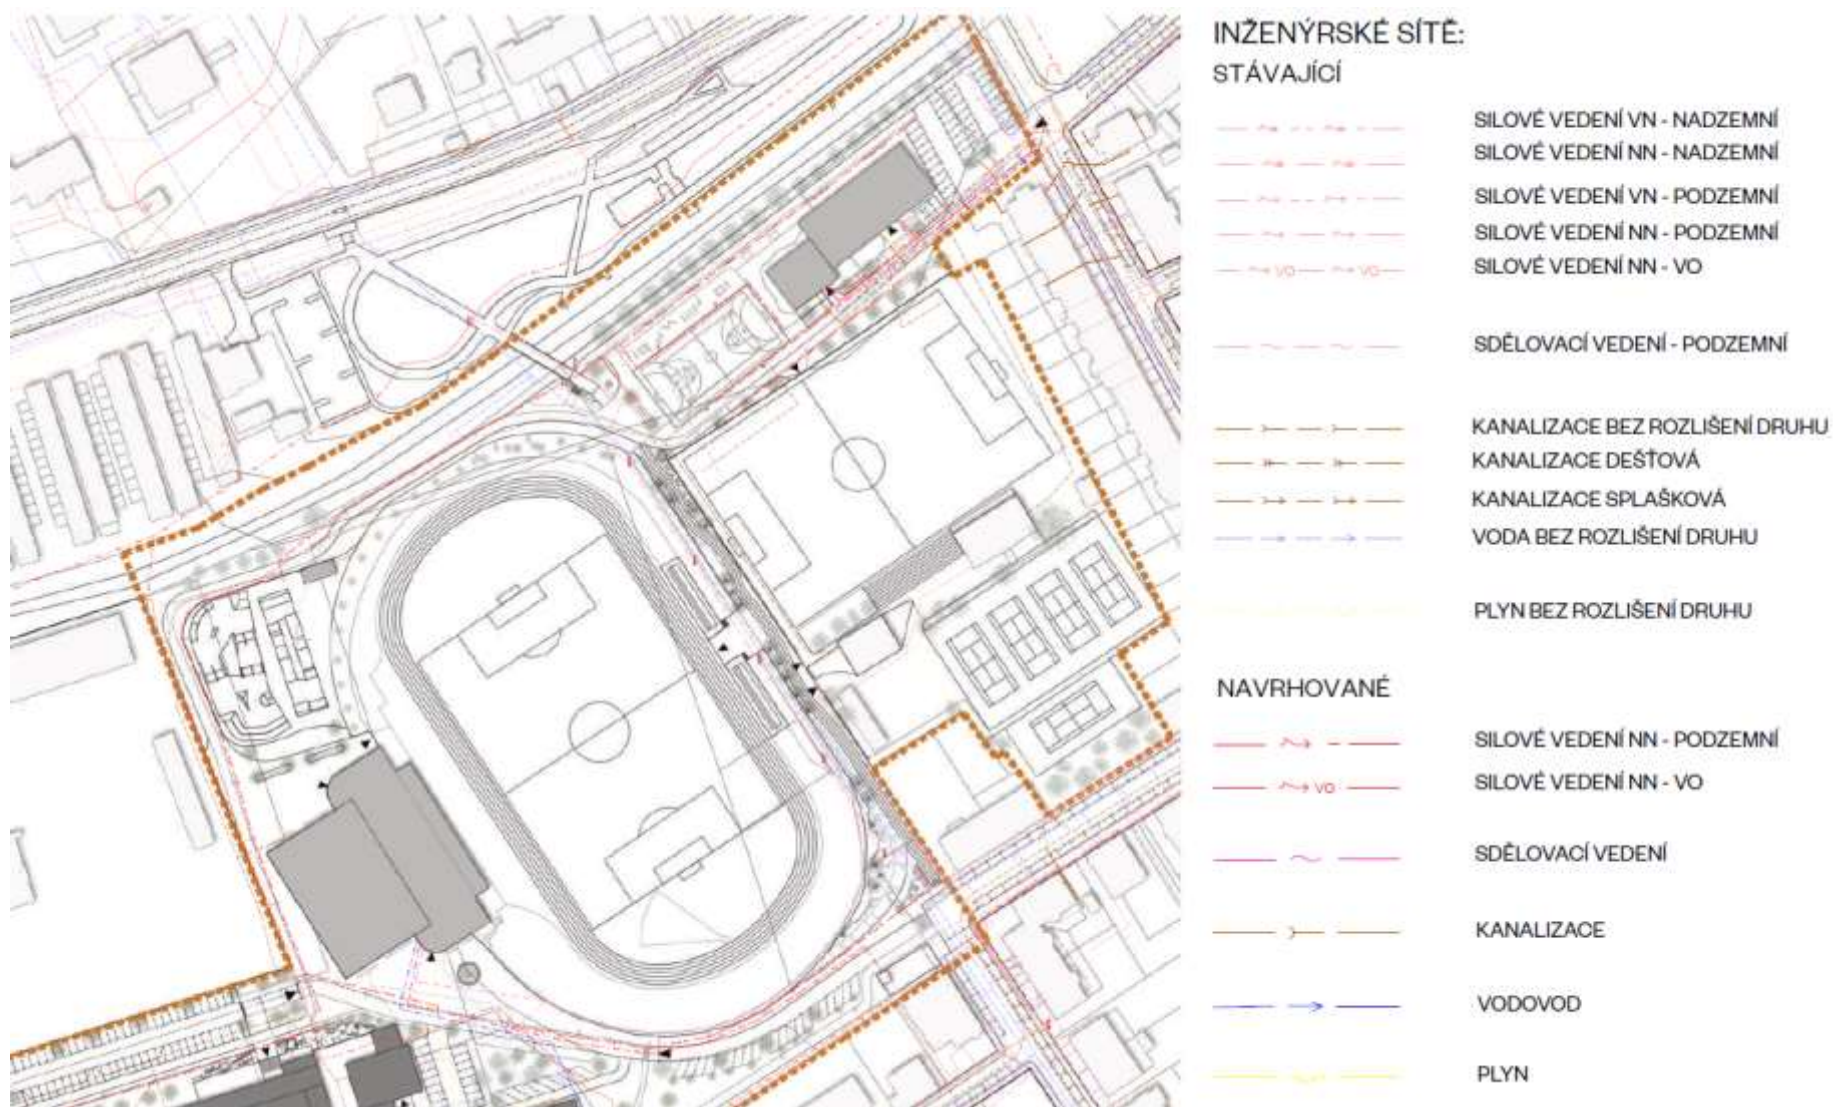 INŽENÝRSKÉ SÍTĚ:
STÁVAJÍCÍ
SILOVÉ VEDENÍ VN - NADZEMNÍ
SILOVÉ VEDENÍ NN - NADZEMNÍ
SILOVÉ VEDENÍ VN - PODZEMNÍ
SILOVÉ VEDENÍ NN - PODZEMNÍ
VO VO SILOVÉ VEDENÍ NN - VO
SDĚLOVACÍ VEDENÍ - PODZEMNÍ
KANALIZACE BEZ ROZLIŠENÍ DRUHU
KANALIZACE DEŠŤOVÁ
KANALIZACE SPLAŠKOVÁ
VODA BEZ ROZLIŠENÍ DRUHU
PLYN BEZ ROZLIŠENÍ DRUHU
NAVRHOVANÉ
SILOVÉ VEDENÍ NN - PODZEMNÍ
VO SILOVÉ VEDENÍ NN - VO
SDĚLOVACÍ VEDENÍ
KANALIZACE
VODOVOD
PLYN